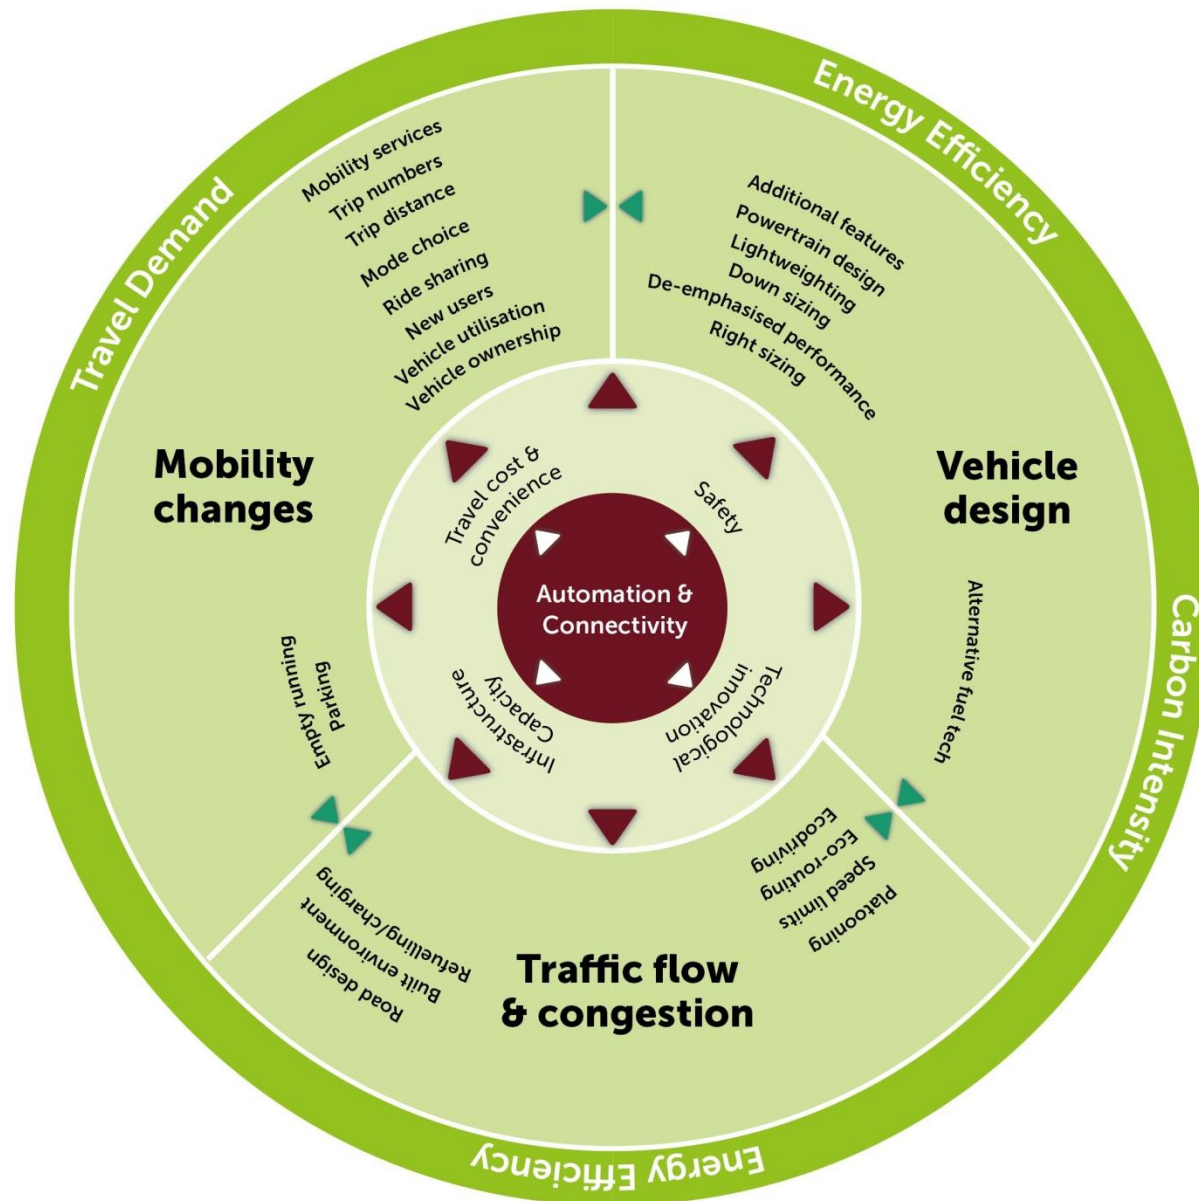 Energy Efficiency
Travel Demand
Carbon Intensity
Energy Efficiency
Mobility services
Trip numbers
Trip distance
Mode choice
Ride sharing
New users
Vehicle utilisation
Vehicle ownership
Mobility
changes
Empty running
Parking
Additional features
Powertrain design
Lightweighting
Down sizing
De-emphasised performance
Right sizing
Vehicle
design
Alternative fuel tech
Travel cost &
convenience
Safety
Automation &
Connectivity
Infrastructure
Capacity
Technological
innovation
Ecodriving
Eco-routing
Speed limits
Platooning
Refuelling/charging
Built environment
Road design
Traffic flow
& congestion